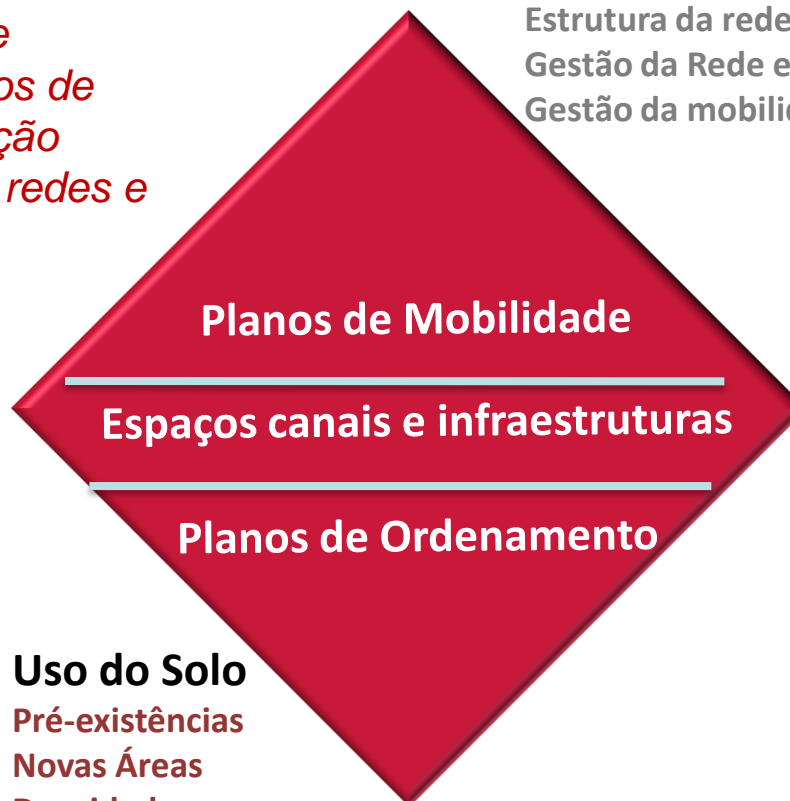 e
os de
ção
redes e
Estrutura da rede
Gestão da Rede e
Gestão da mobilid
Planos de Mobilidade
Espaços canais e infraestruturas
Planos de Ordenamento
Uso do Solo
Pré-existências
Novas Áreas